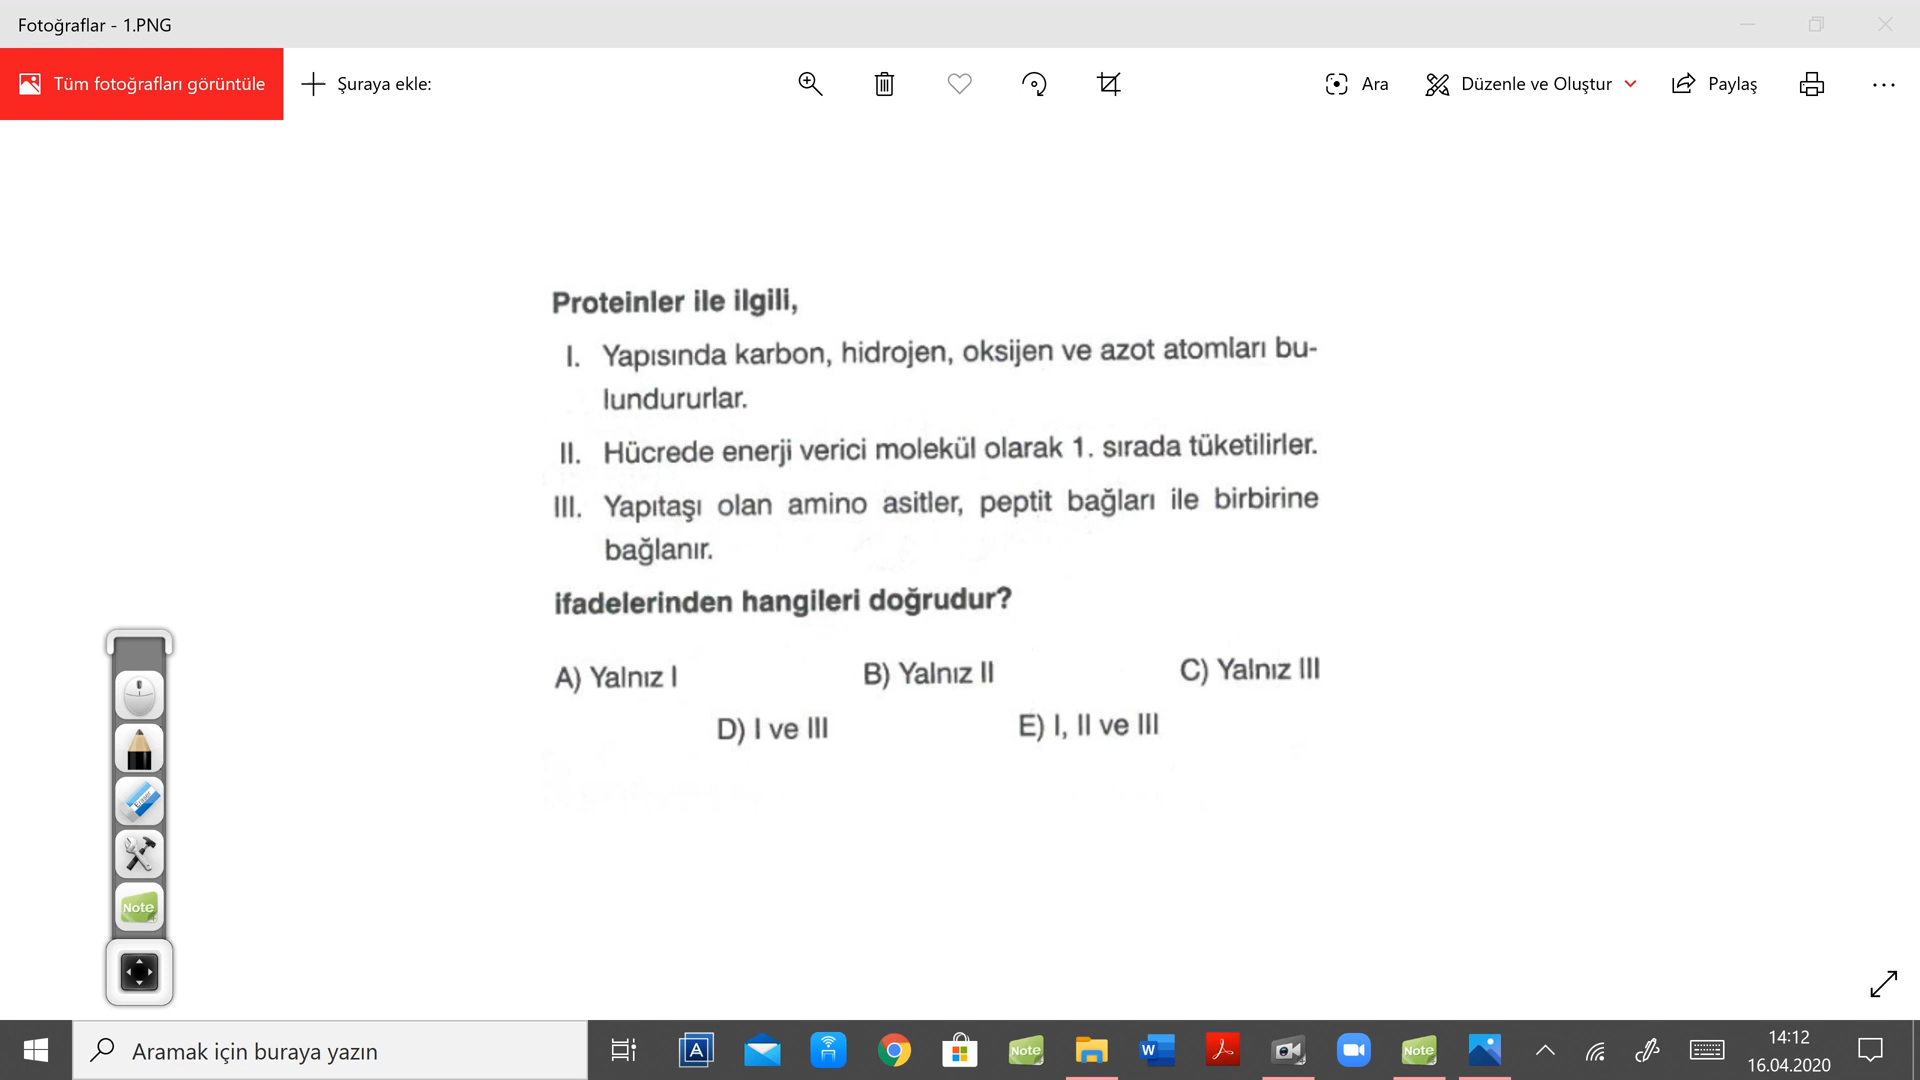 Fotoğraflar - 1.PNG
Tüm fotoğrafları görüntüle
Şuraya ekle:
Ara
Düzenle ve Oluştur
Paylaş
Proteinler ile ilgili,
I. Yapısında karbon, hidrojen, oksijen ve azot atomları bu-
lundururlar.
II. Hücrede enerji verici molekül olarak 1. sırada tüketilirler.
III. Yapıtaşı olan amino asitler, peptit bağları ile birbirine
bağlanır.
ifadelerinden hangileri doğrudur?
A) Yalnız I B) Yalnız II C) Yalnız III
D) I ve III E) I, II ve III
Eraser
Note
Aramak için buraya yazın
A
Note
W
Note
14:12
16.04.2020